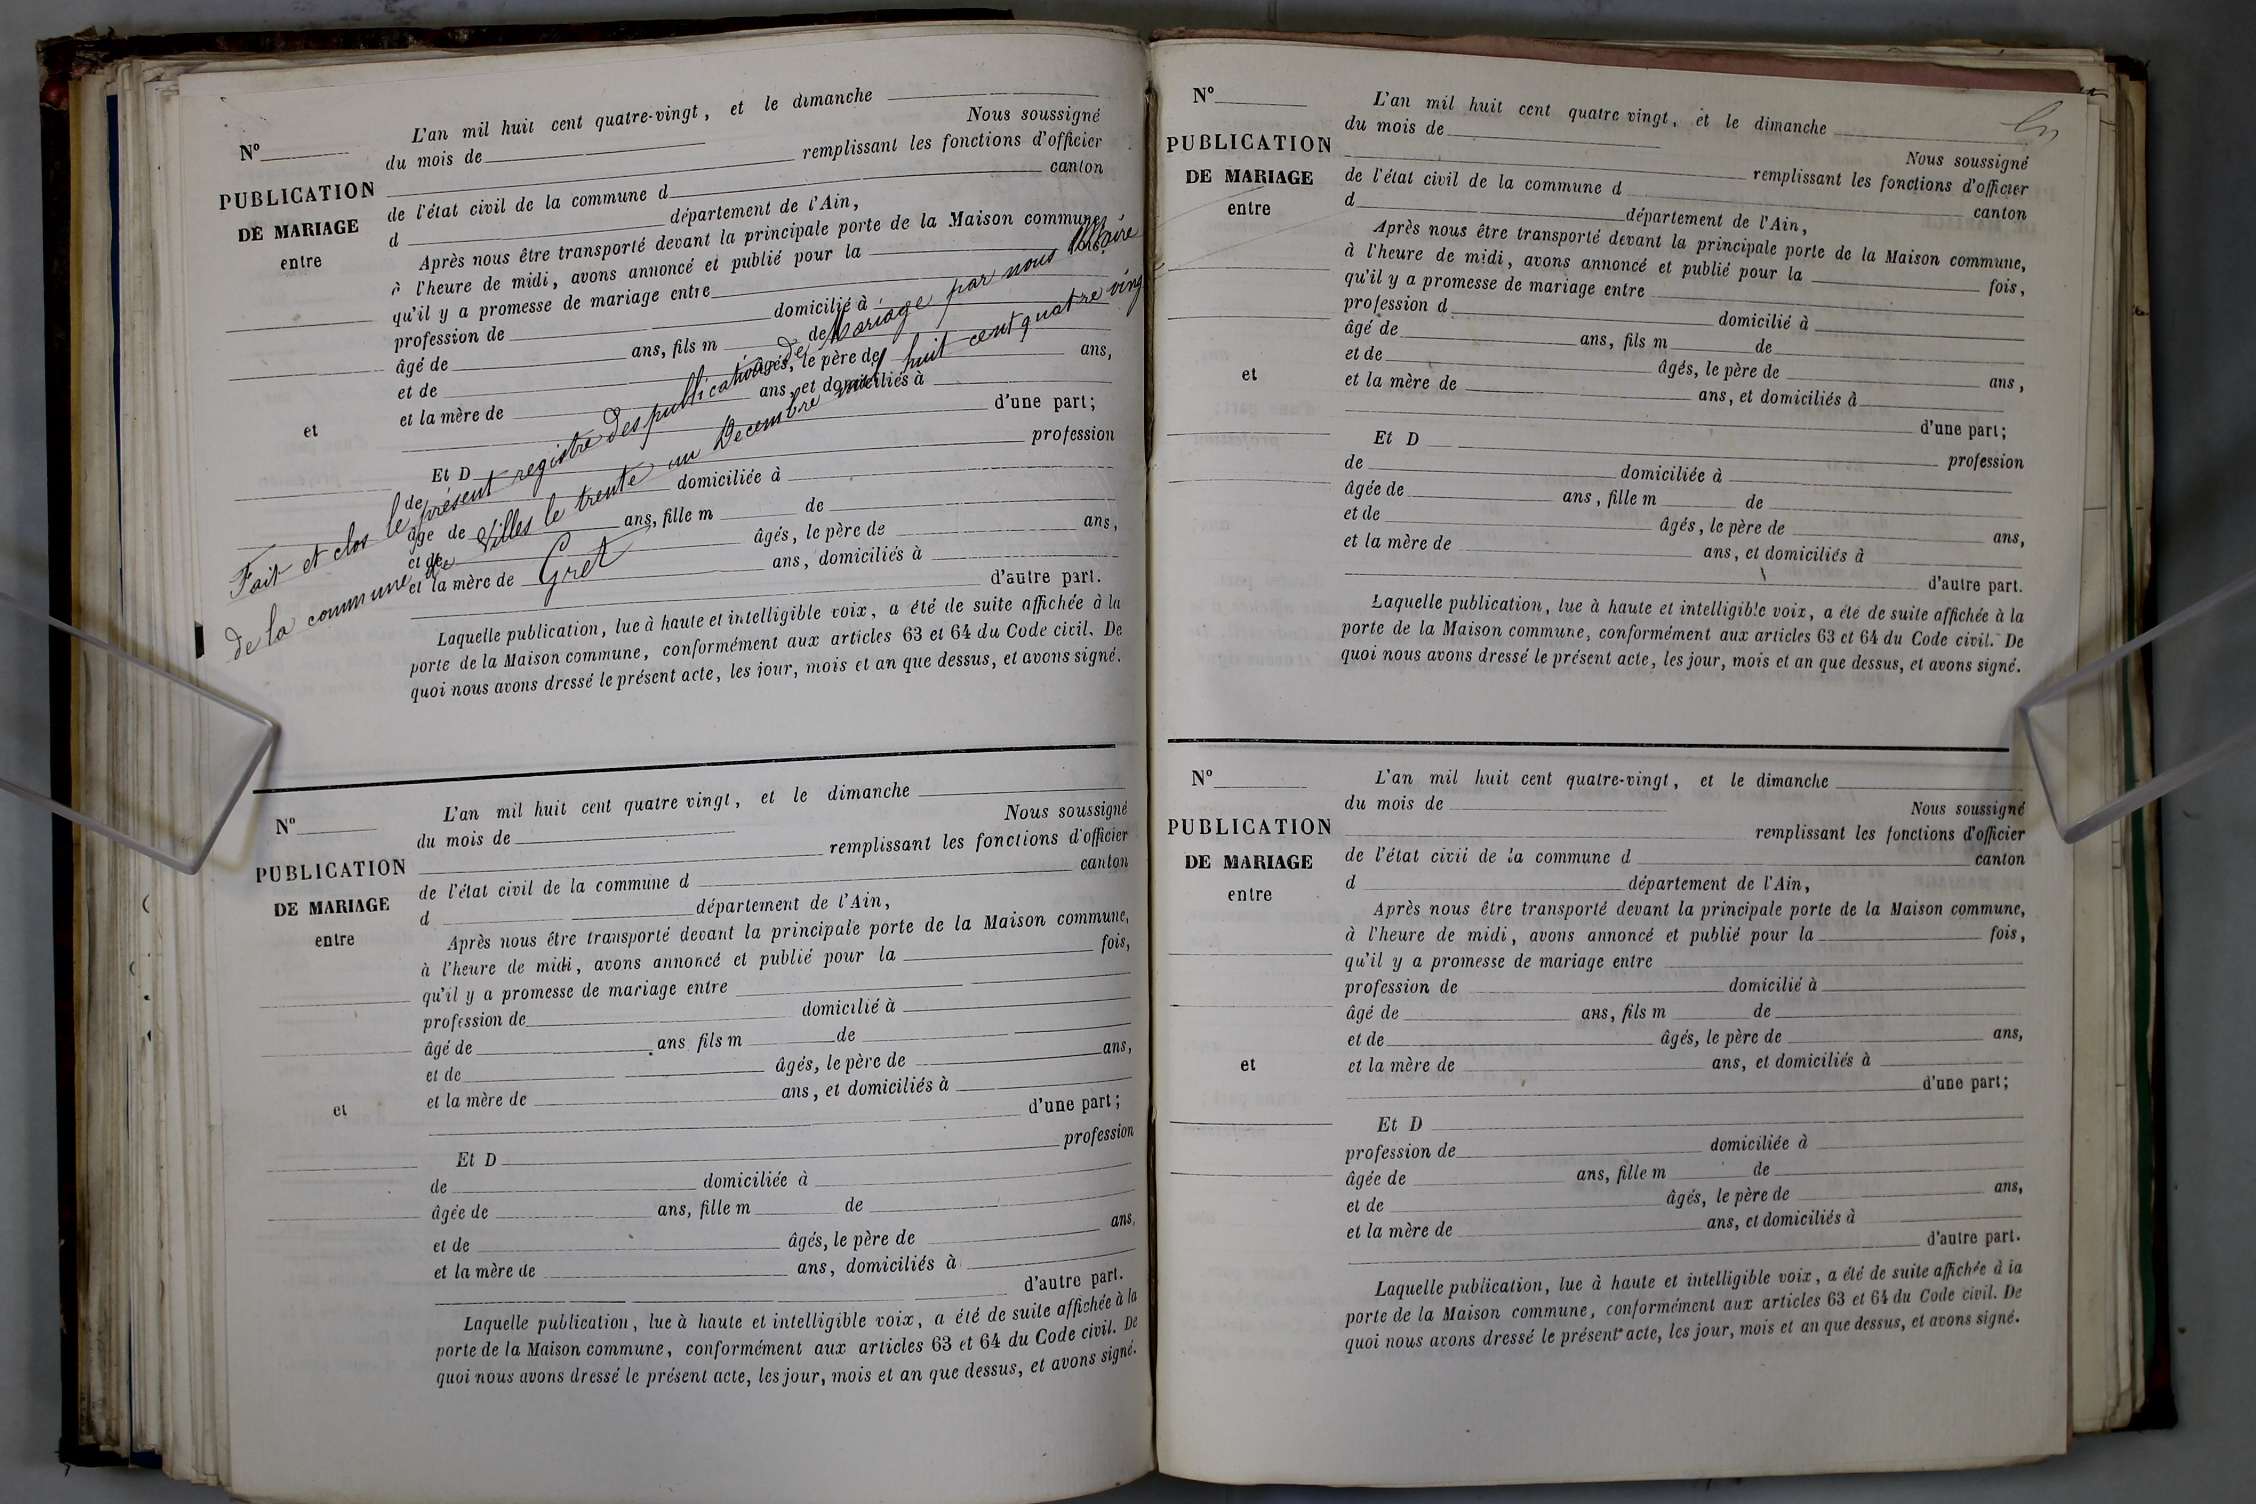 L'an mil huit cent quatre-vingt, et le dimanche
Nº
du mois de
Nous soussigné
PUBLICATION
remplissant les fonctions d'officier
DE MARIAGE
de l'état civil de la commune d
canton
entre
d
département de l'Ain,
Après nous être transporté devant la principale porte de la Maison commune,
à l'heure de midi, avons annoncé et publié pour la
fois,
qu'il y a promesse de mariage entre
profession de
domicilié à
âgé de
ans, fils m
de
et de
âgés, le père de
ans,
et la mère de
ans, et domiciliés à
et
d'une part;
Et D
profession
de
domiciliée à
âge de
ans, fille m
de
et de
âgés, le père de
ans,
et la mère de
ans, domiciliés à
d'autre part.
Laquelle publication, lue à haute et intelligible voix, a été de suite affichée à la
porte de la Maison commune, conformément aux articles 63 et 64 du Code civil. De
quoi nous avons dressé le présent acte, les jour, mois et an que dessus, et avons signé.
Fait et clos le présent registre des publications de Mariage par nous Maire
de la commune de Villes le trente un Decembre mil huit cent quatre ving
Gret
L'an mil huit cent quatre vingt, et le dimanche
Nº
du mois de
Nous soussigné
PUBLICATION
remplissant les fonctions d'officier
DE MARIAGE
de l'état civil de la commune d
canton
entre
d
département de l'Ain,
Après nous être transporté devant la principale porte de la Maison commune,
à l'heure de midi, avons annoncé et publié pour la
fois,
qu'il y a promesse de mariage entre
profession de
domicilié à
âgé de
ans fils m
de
et de
âgés, le père de
ans,
et
et la mère de
ans, et domiciliés à
d'une part;
Et D
profession
de
domiciliée à
âgée de
ans, fille m
de
et de
âgés, le père de
ans,
et la mère de
ans, domiciliés à
d'autre part.
Laquelle publication, lue à haute et intelligible voix, a été de suite affichée à la
porte de la Maison commune, conformément aux articles 63 et 64 du Code civil. De
quoi nous avons dressé le présent acte, les jour, mois et an que dessus, et avons signé.
Nº
L'an mil huit cent quatre vingt, et le dimanche
du mois de
Nous soussigné
PUBLICATION
remplissant les fonctions d'officier
DE MARIAGE
de l'état civil de la commune d
canton
entre
d
département de l'Ain,
Après nous être transporté devant la principale porte de la Maison commune,
à l'heure de midi, avons annoncé et publié pour la
fois,
qu'il y a promesse de mariage entre
profession d
domicilié à
âgé de
ans, fils m
de
et de
âgés, le père de
ans,
et
et la mère de
ans, et domiciliés à
d'une part;
Et D
profession
de
domiciliée à
âgée de
ans, fille m
de
et de
âgés, le père de
ans,
et la mère de
ans, et domiciliés à
d'autre part.
Laquelle publication, lue à haute et intelligible voix, a été de suite affichée à la
porte de la Maison commune, conformément aux articles 63 et 64 du Code civil. De
quoi nous avons dressé le présent acte, les jour, mois et an que dessus, et avons signé.
Nº
L'an mil huit cent quatre-vingt, et le dimanche
du mois de
Nous soussigné
PUBLICATION
remplissant les fonctions d'officier
DE MARIAGE
de l'état civil de la commune d
canton
entre
d
département de l'Ain,
Après nous être transporté devant la principale porte de la Maison commune,
à l'heure de midi, avons annoncé et publié pour la
fois,
qu'il y a promesse de mariage entre
profession de
domicilié à
âgé de
ans, fils m
de
et de
âgés, le père de
ans,
et
et la mère de
ans, et domiciliés à
d'une part;
Et D
profession de
domiciliée à
âgée de
ans, fille m
de
et de
âgés, le père de
ans,
et la mère de
ans, et domiciliés à
d'autre part.
Laquelle publication, lue à haute et intelligible voix, a été de suite affichée à la
porte de la Maison commune, conformément aux articles 63 et 64 du Code civil. De
quoi nous avons dressé le présent acte, les jour, mois et an que dessus, et avons signé.